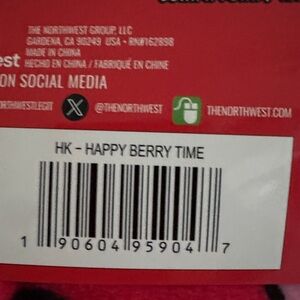 THE NORTHWEST GROUP, LLC
GARDENA, CA 90249 USA - RN#162898
MADE IN CHINA
HECHO EN CHINA / FABRIQUÉ EN CHINE
ON SOCIAL MEDIA
X @THENORTHWEST THENORTHWEST.COM
HK - HAPPY BERRY TIME
1 90604 95904 7